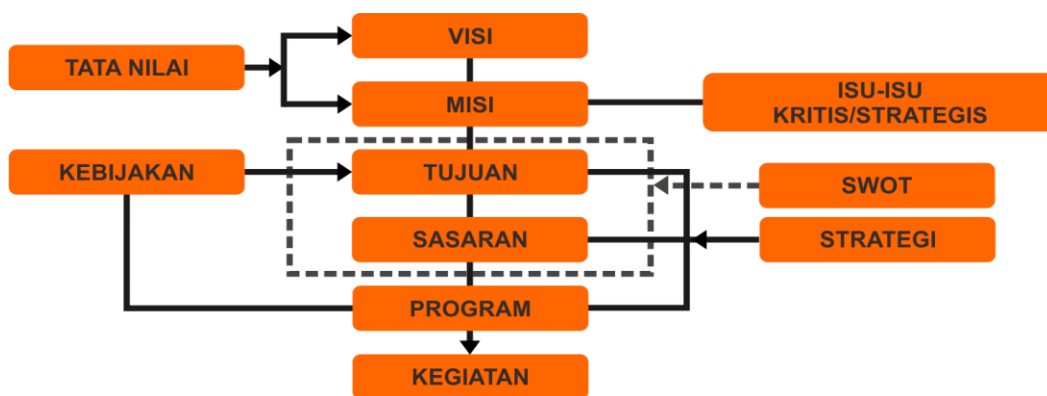 VISI
TATA NILAI
MISI
ISU-ISU
KRITIS/STRATEGIS
KEBIJAKAN
TUJUAN
SWOT
SASARAN
STRATEGI
PROGRAM
KEGIATAN